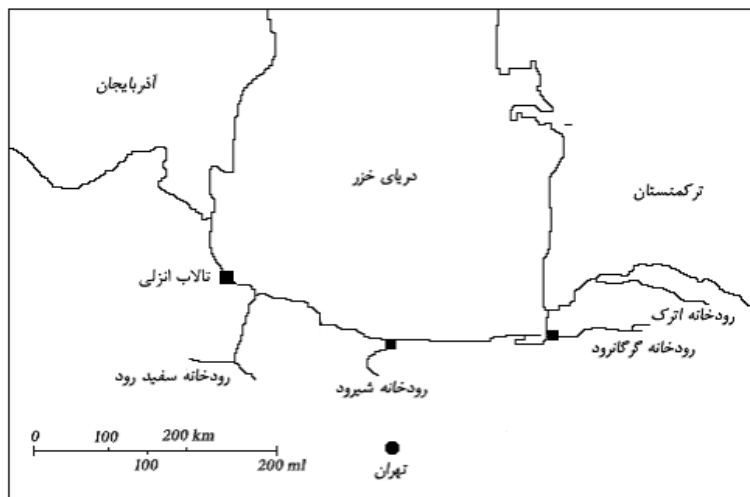 آذربایجان
دریای خزر
ترکمنستان
تالاب انزلی
رودخانه اترک
رودخانه گرگانرود
رودخانه سفید رود
رودخانه شیرود
0 100 200 km
100 200 ml
تهران